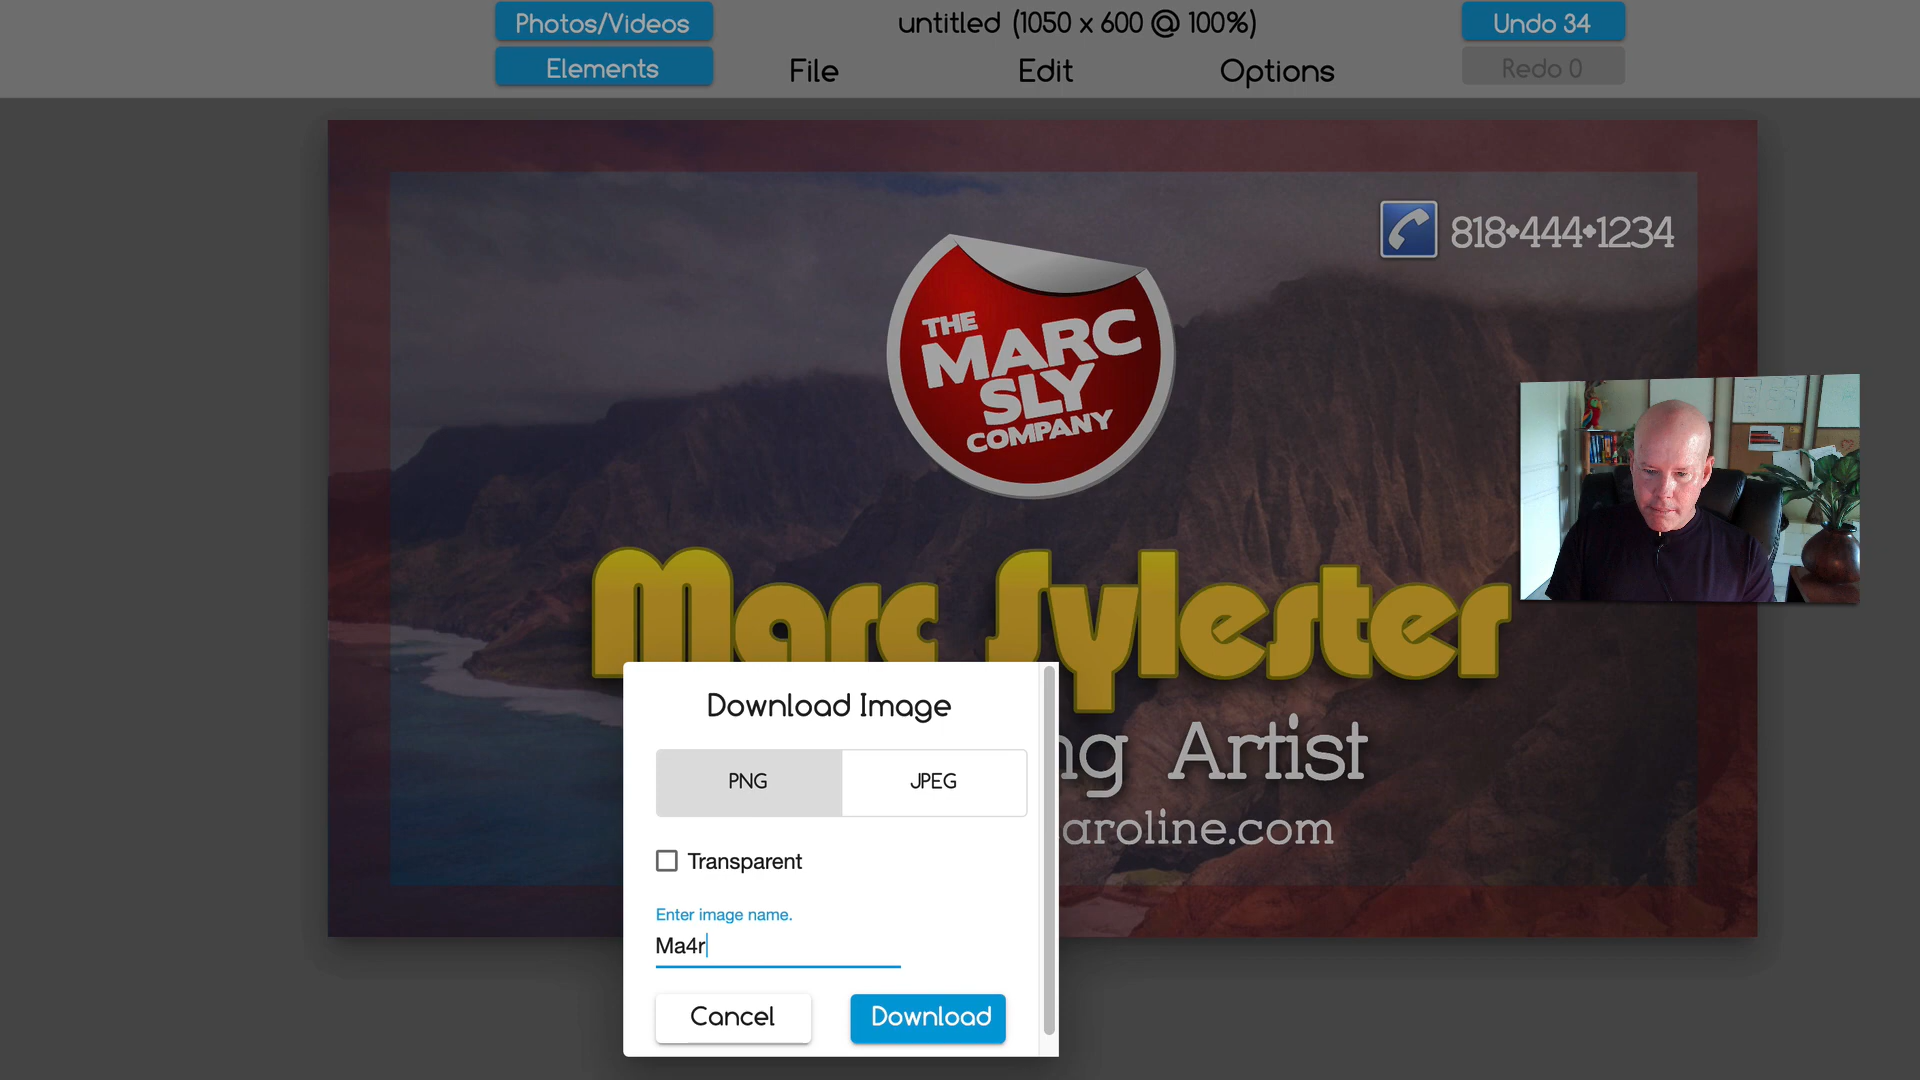 Photos/Videos
untitled (1050 x 600 @ 100%)
Undo 34
Elements
File
Edit
Options
Redo 0
818•444•1234
THE
MARC
SLY
COMPANY
Marc Sylester
ng Artist
aroline.com
Download Image
PNG
JPEG
Transparent
Enter image name.
Ma4r
Cancel
Download